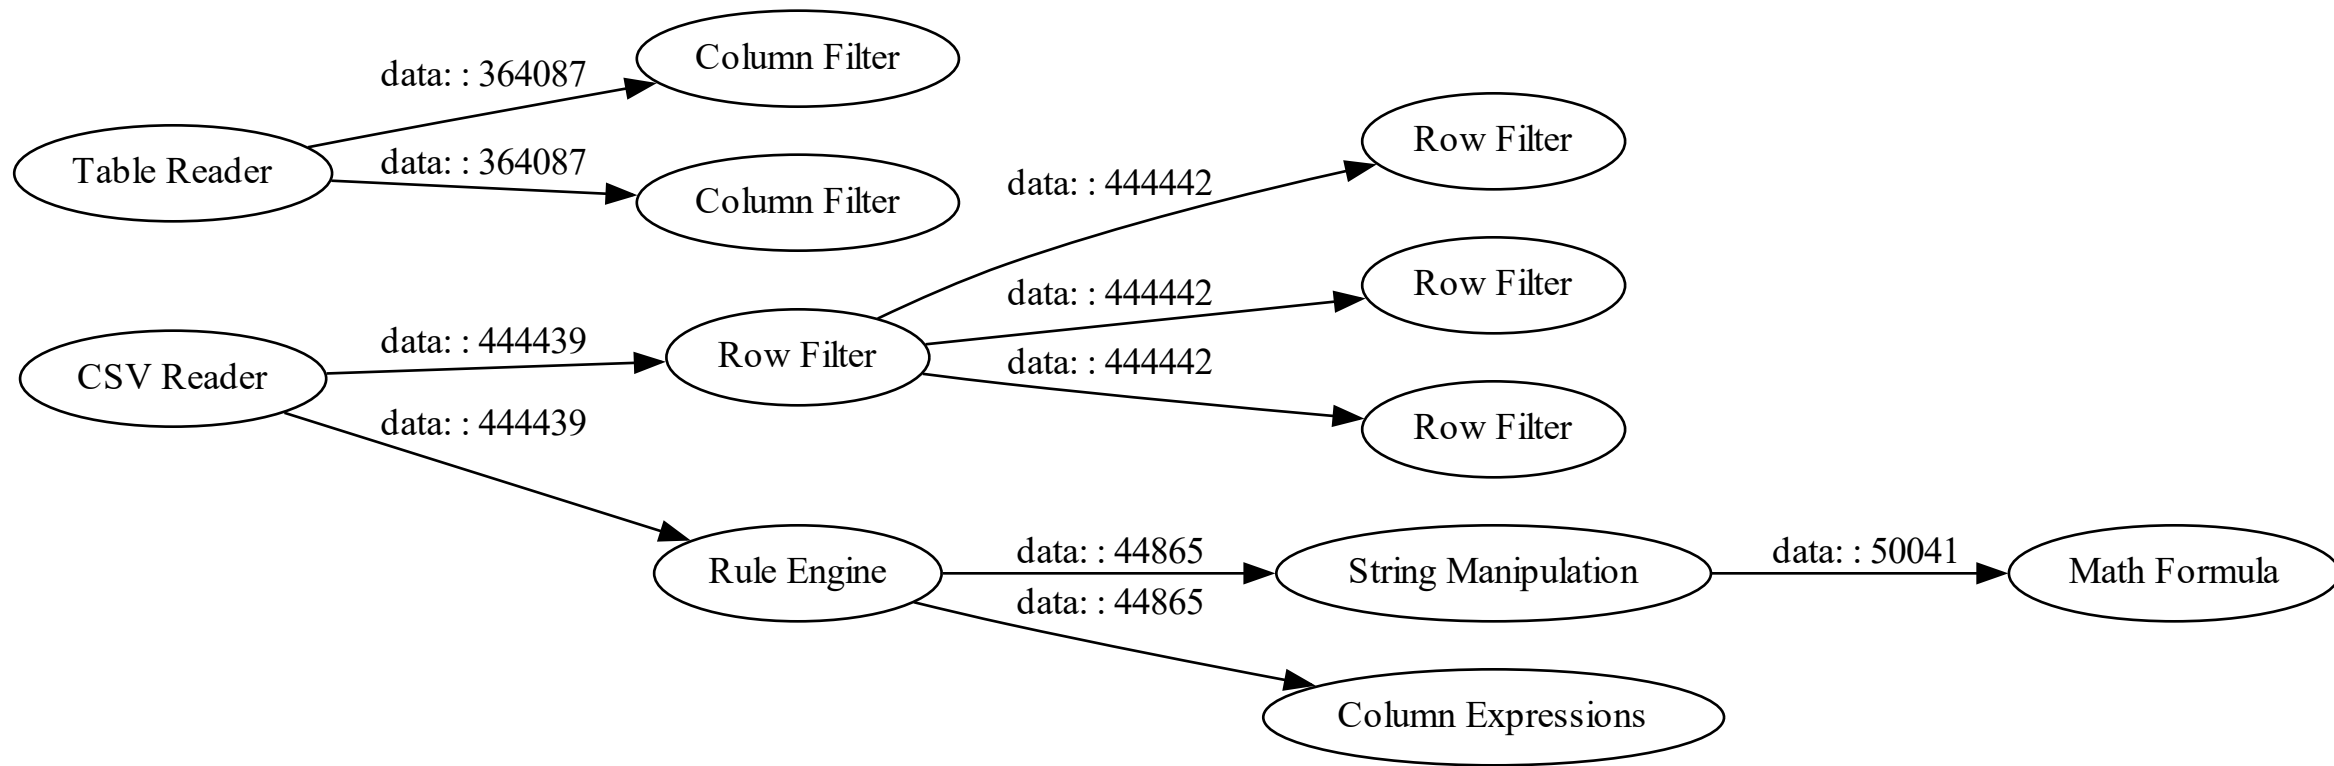 Table Reader
data: : 364087
Column Filter
data: : 364087
Column Filter
CSV Reader
data: : 444439
Row Filter
data: : 444442
Row Filter
data: : 444442
Row Filter
data: : 444442
Row Filter
data: : 444439
Rule Engine
data: : 44865
String Manipulation
data: : 50041
Math Formula
data: : 44865
Column Expressions